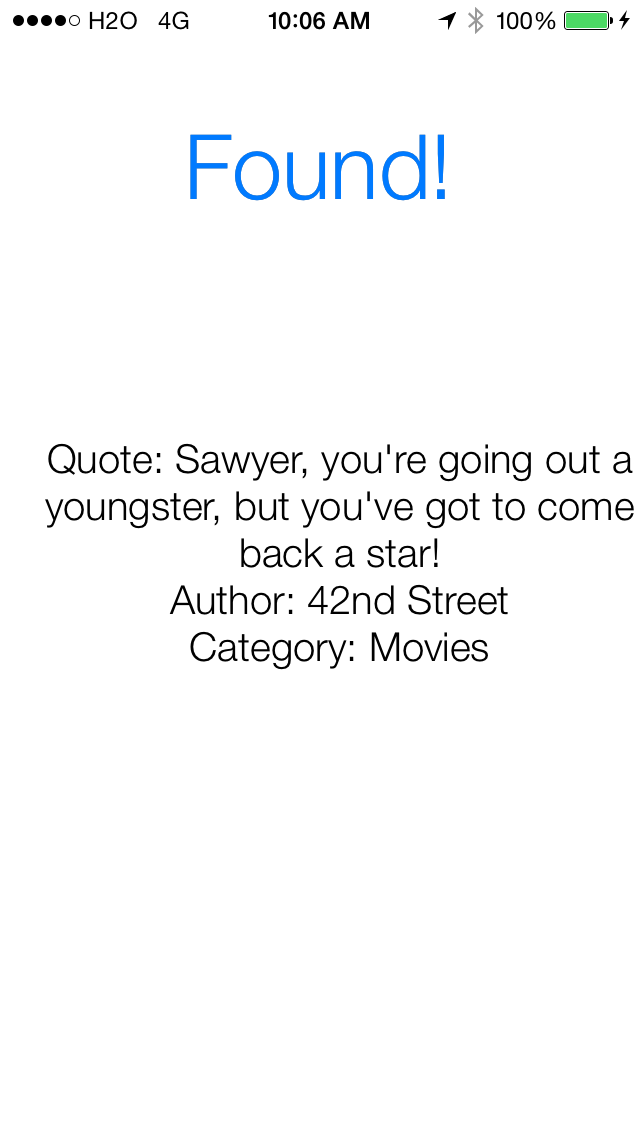 H2O 4G 10:06 AM 100%
Found!
Quote: Sawyer, you're going out a
youngster, but you've got to come
back a star!
Author: 42nd Street
Category: Movies